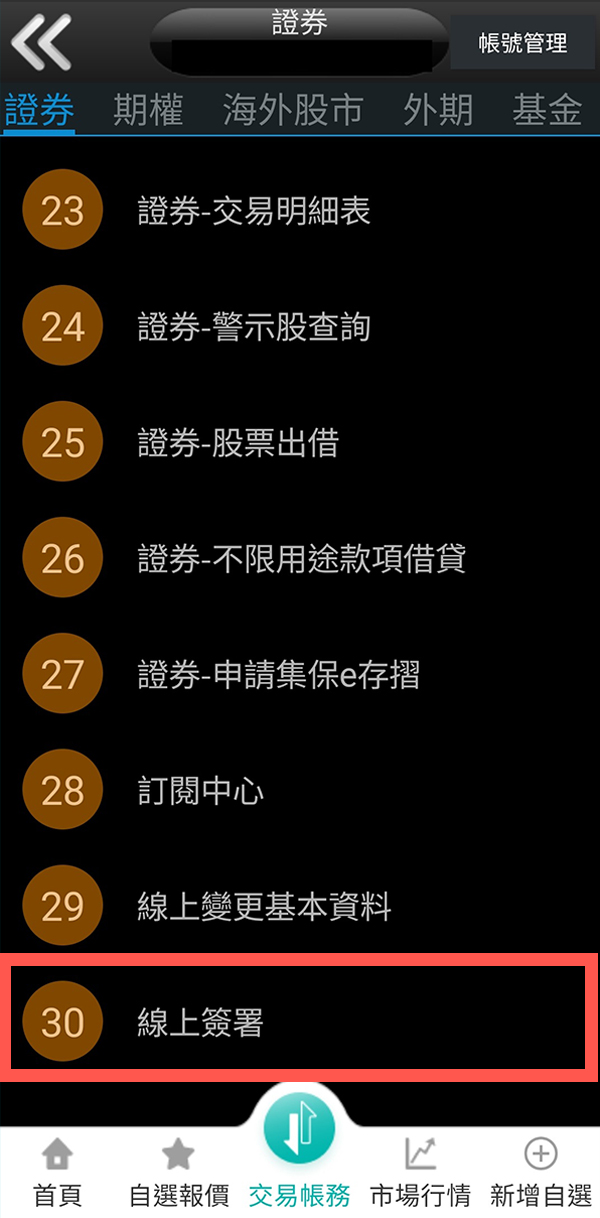 證券
帳號管理
證券 期權 海外股市 外期 基金
23 證券-交易明細表
24 證券-警示股查詢
25 證券-股票出借
26 證券-不限用途款項借貸
27 證券-申請集保e存摺
28 訂閱中心
29 線上變更基本資料
30 線上簽署
首頁 自選報價 交易帳務 市場行情 新增自選